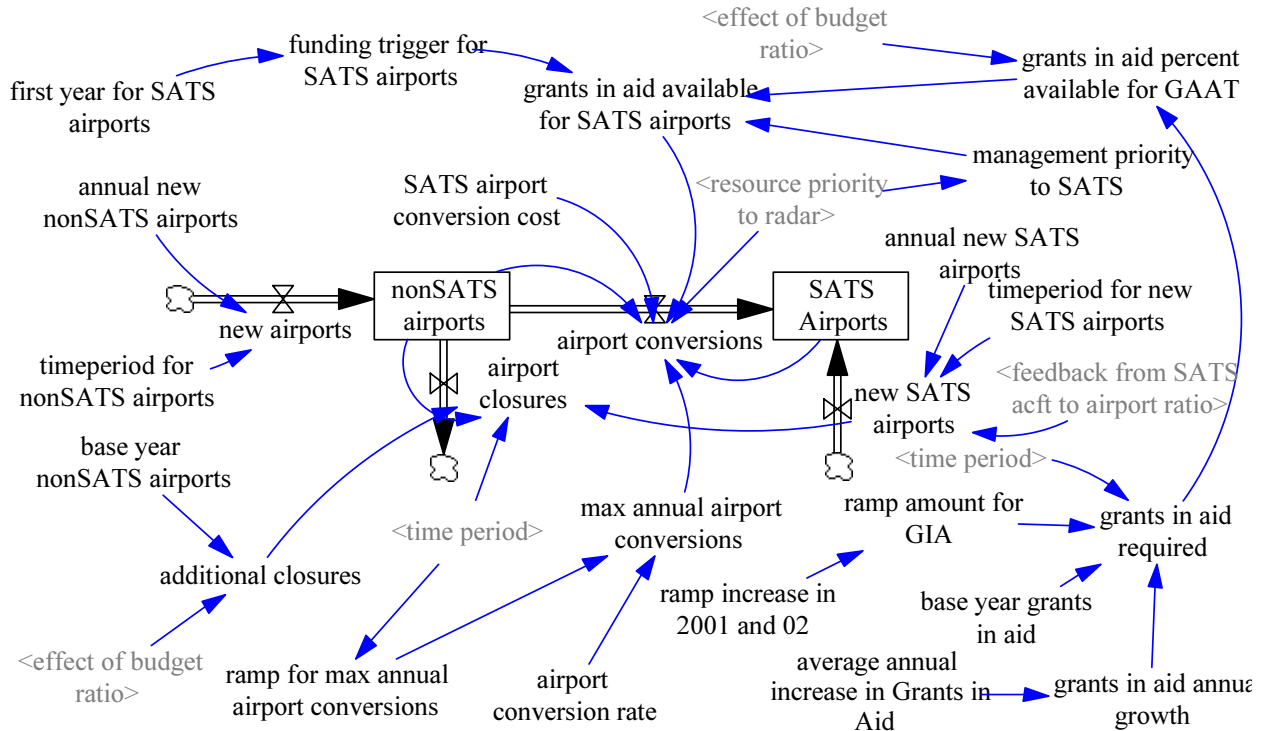 <effect of budget
ratio>
funding trigger for
SATS airports
grants in aid percent
available for GAAT
first year for SATS
airports
grants in aid available
for SATS airports
management priority
to SATS
annual new
nonSATS airports
SATS airport
conversion cost
<resource priority
to radar>
annual new SATS
airports
nonSATS
airports
SATS
Airports
timeperiod for new
SATS airports
new airports
airport conversions
timeperiod for
nonSATS airports
airport
closures
<feedback from SATS
acft to airport ratio>
new SATS
airports
base year
nonSATS airports
<time period>
max annual airport
conversions
ramp amount for
GIA
grants in aid
required
<time period>
additional closures
ramp increase in
2001 and 02
base year grants
in aid
<effect of budget
ratio>
ramp for max annual
airport conversions
airport
conversion rate
average annual
increase in Grants in
Aid
grants in aid annua
growth